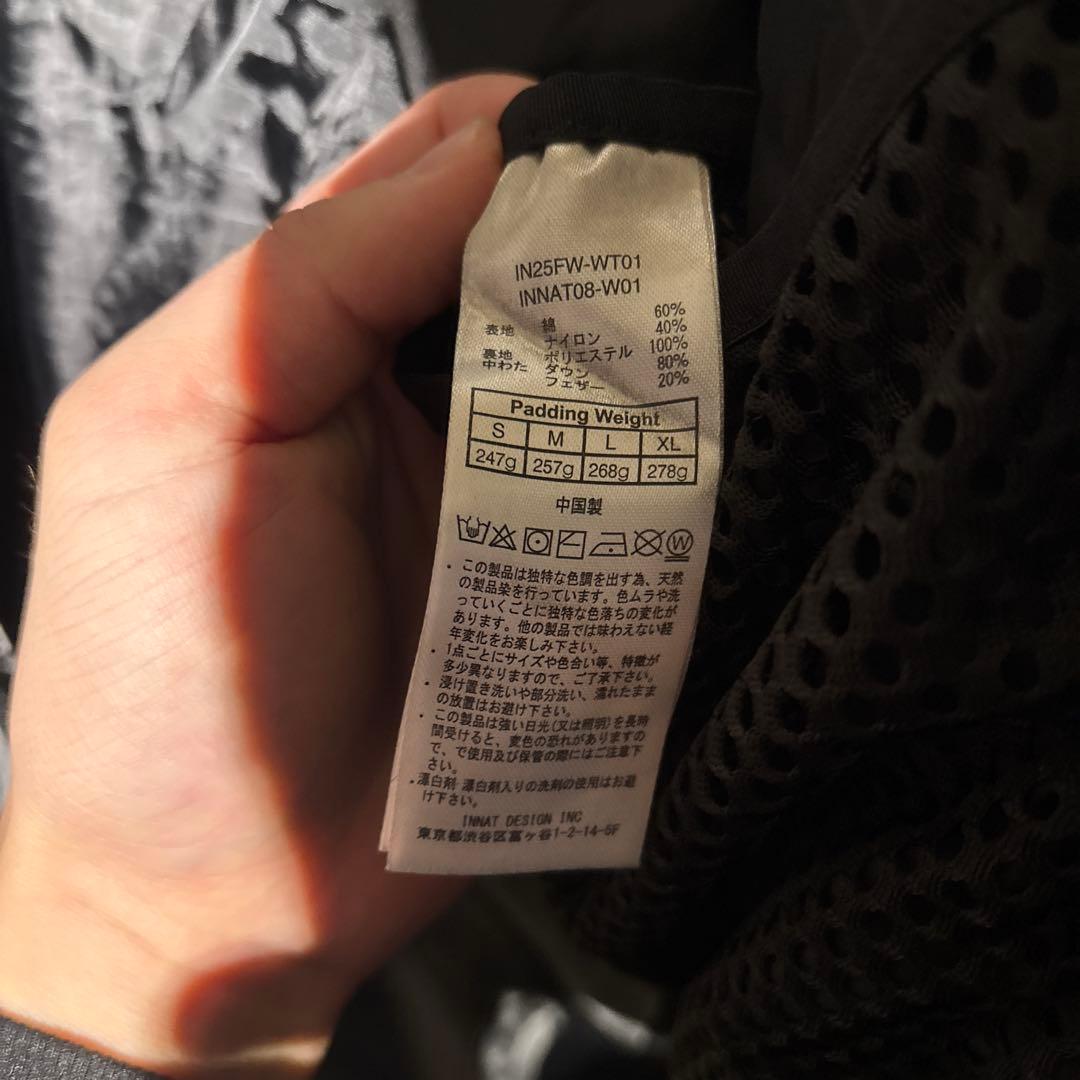 IN25FW-WT01
INNAT08-W01
表地 綿 60%
ナイロン 40%
裏地 ポリエステル 100%
中わた ダウン 80%
フェザー 20%
Padding Weight
S M L XL
247g 257g 268g 278g
中国製
W
・この製品は独特な色調を出す為、天然
の製品染を行っています。色ムラや洗
っていくごとに独特な色落ちの変化が
あります。他の製品では味わえない経
年変化をお楽しみ下さい。
・1点ごとにサイズや色合い等、特徴が
多少異なりますので、ご了承下さい。
・浸け置き洗いや部分洗い、濡れたまま
の放置はお避け下さい。
・この製品は強い日光(又は照明)を長時
間受けると、変色の恐れがありますの
で、で使用及び保管の際にはご注意下
さい。
・漂白剤・漂白剤入りの洗剤の使用はお避
け下さい。
INNAT DESIGN INC
東京都渋谷区富ヶ谷1-2-14-5F